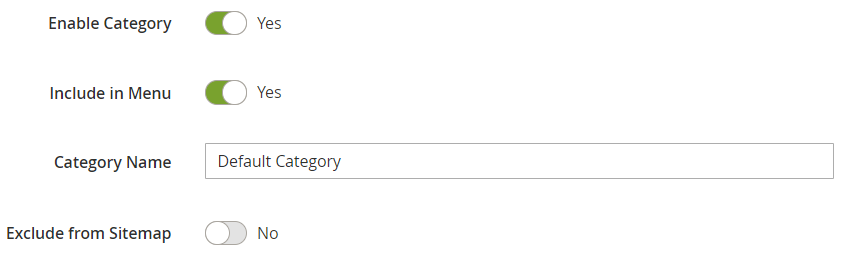 Enable Category Yes
Include in Menu Yes
Category Name Default Category
Exclude from Sitemap No